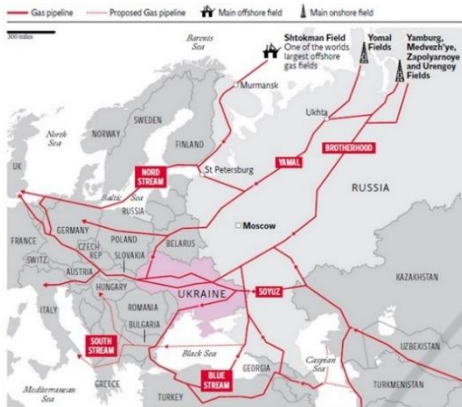 Gas pipeline
Proposed Gas pipeline
Main offshore field
Main onshore field
300 miles
Barents
Sea
Shtokman Field
One of the worlds
largest offshore
gas fields
Yomal
Fields
Yamburg,
Medvezh'ye,
Zapolyarnoye
and Urengoy
Fields
Murmansk
SWEDEN
NORWAY
FINLAND
Ukhta
YAMAL
BROTHERHOOD
North
Sea
NORD
STREAM
St Petersburg
RUSSIA
UK
Baltic Sea
RUSSIA
Moscow
GERMANY
POLAND
BELARUS
FRANCE
CZECH
REP
SLOVAKIA
SWITZ
AUSTRIA
HUNGARY
UKRAINE
SOYUZ
KAZAKHSTAN
ITALY
ROMANIA
BULGARIA
SOUTH
STREAM
Black Sea
BLUE
STREAM
GEORGIA
Caspian
Sea
UZBEKISTAN
Mediterranean
Sea
GREECE
TURKEY
TURKMENISTAN